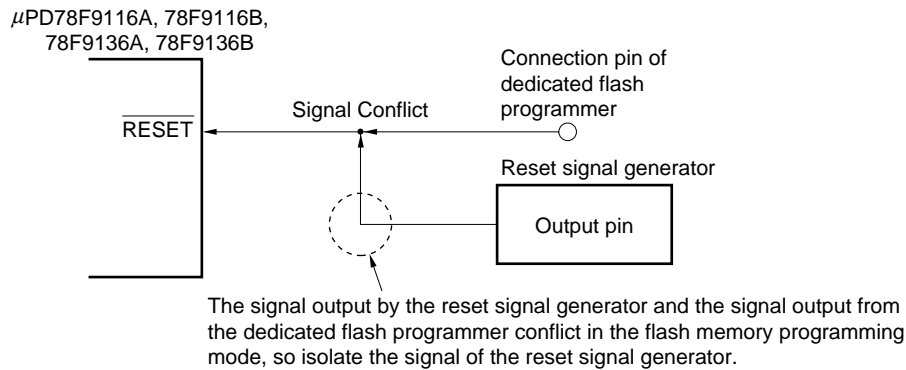 μPD78F9116A, 78F9116B,
78F9136A, 78F9136B
Connection pin of
dedicated flash
programmer
Signal Conflict
RESET
Reset signal generator
Output pin
The signal output by the reset signal generator and the signal output from
the dedicated flash programmer conflict in the flash memory programming
mode, so isolate the signal of the reset signal generator.